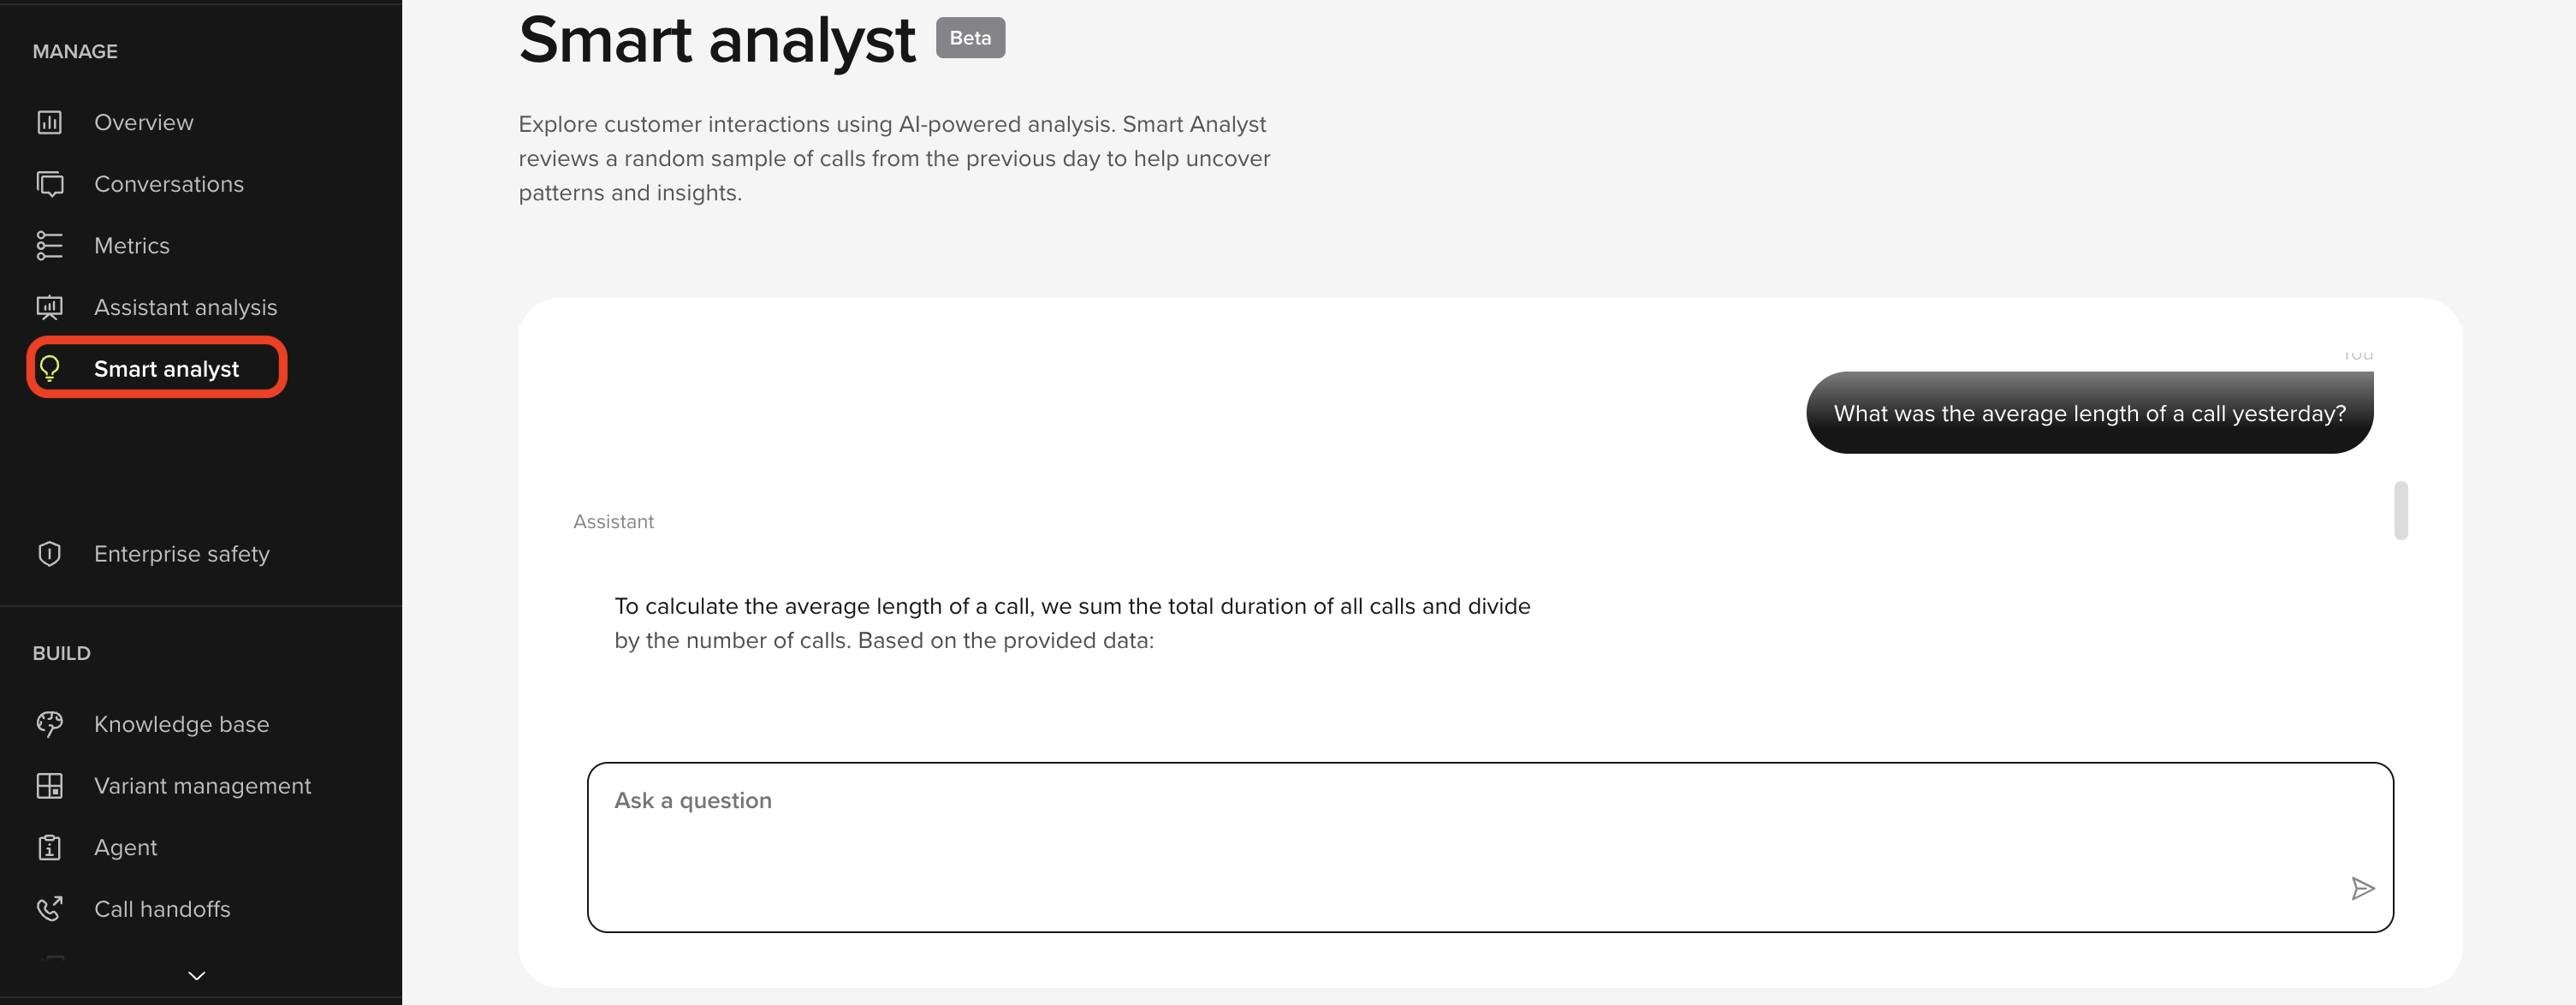 MANAGE
Overview
Conversations
Metrics
Assistant analysis
Smart analyst
Enterprise safety
BUILD
Knowledge base
Variant management
Agent
Call handoffs
Smart analyst Beta
Explore customer interactions using AI-powered analysis. Smart Analyst
reviews a random sample of calls from the previous day to help uncover
patterns and insights.
You
What was the average length of a call yesterday?
Assistant
To calculate the average length of a call, we sum the total duration of all calls and divide
by the number of calls. Based on the provided data:
Ask a question